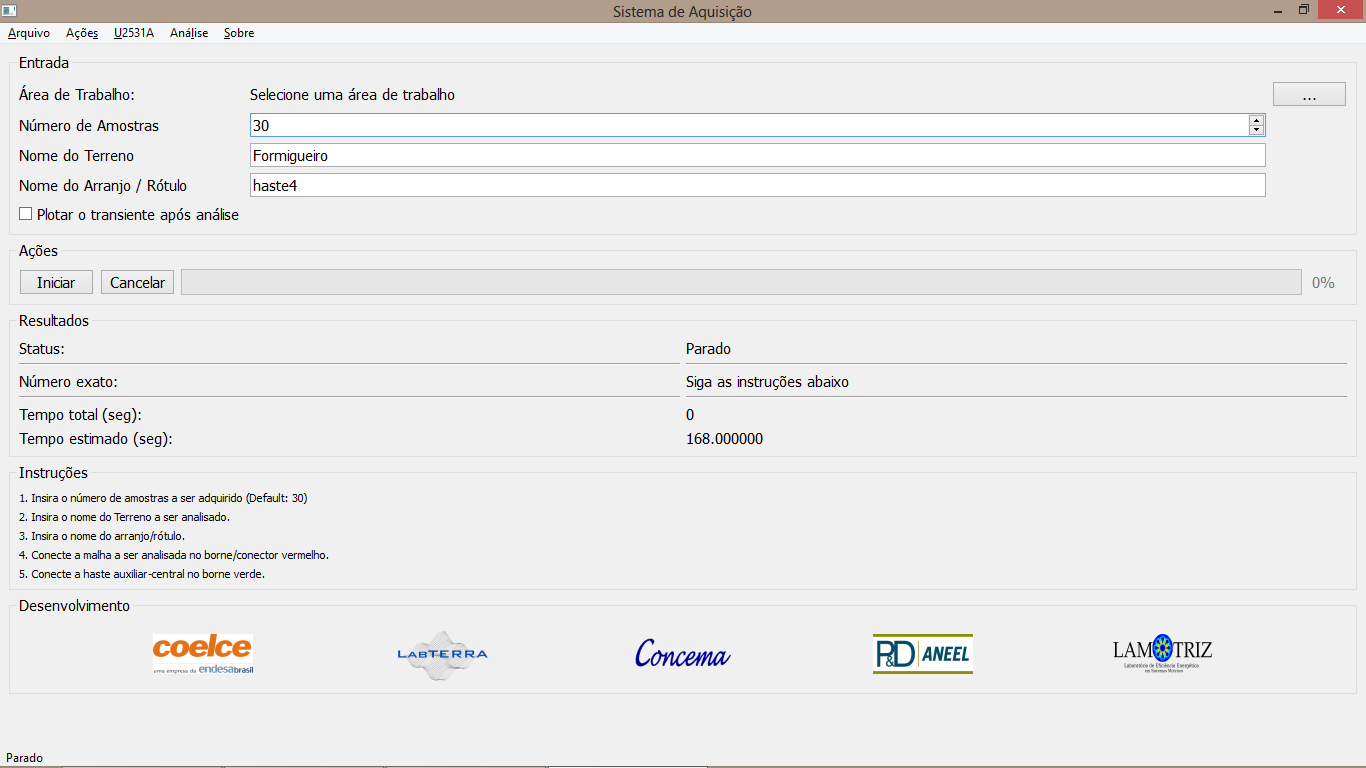 Sistema de Aquisição
Arquivo Ações U2531A Análise Sobre
Entrada
Área de Trabalho: Selecione uma área de trabalho ...
Número de Amostras 30
Nome do Terreno Formigueiro
Nome do Arranjo / Rótulo haste4
Plotar o transiente após análise
Ações
Iniciar Cancelar 0%
Resultados
Status: Parado
Número exato: Siga as instruções abaixo
Tempo total (seg): 0
Tempo estimado (seg): 168.000000
Instruções
1. Insira o número de amostras a ser adquirido (Default: 30)
2. Insira o nome do Terreno a ser analisado.
3. Insira o nome do arranjo/rótulo.
4. Conecte a malha a ser analisada no borne/conector vermelho.
5. Conecte a haste auxiliar-central no borne verde.
Desenvolvimento
coelce
uma empresa da endesabrasil
LABTERRA
Concema
P&D ANEEL
LAMOTRIZ
Laboratório de Eficiência Energética
em Sistemas Motrizes
Parado